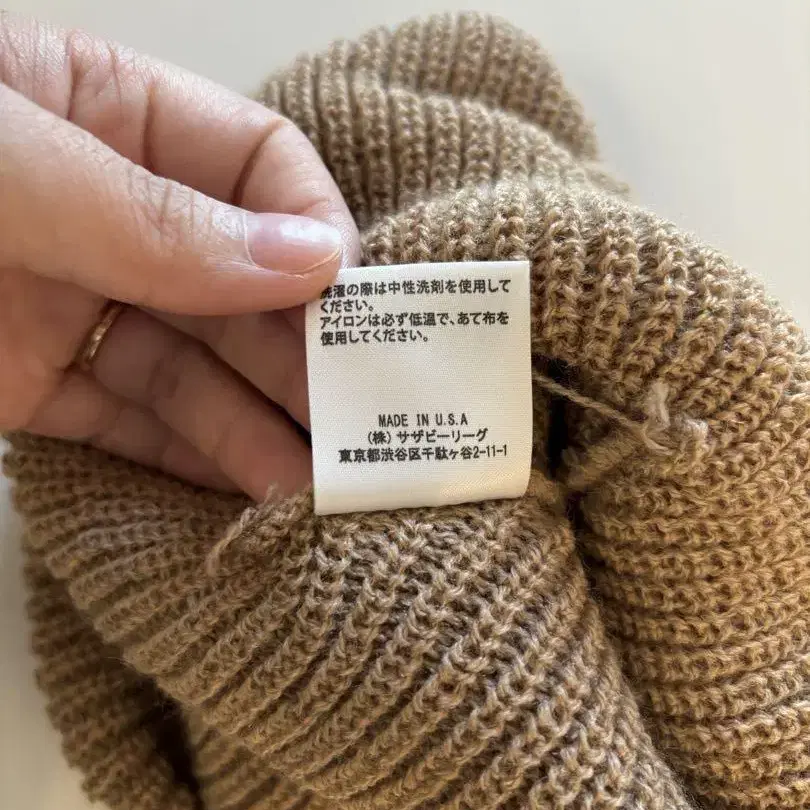 洗濯の際は中性洗剤を使用して
ください。
アイロンは必ず低温で、あて布を
使用してください。
MADE IN U.S.A
(株) サザビーリーグ
東京都渋谷区千駄ヶ谷2-11-1